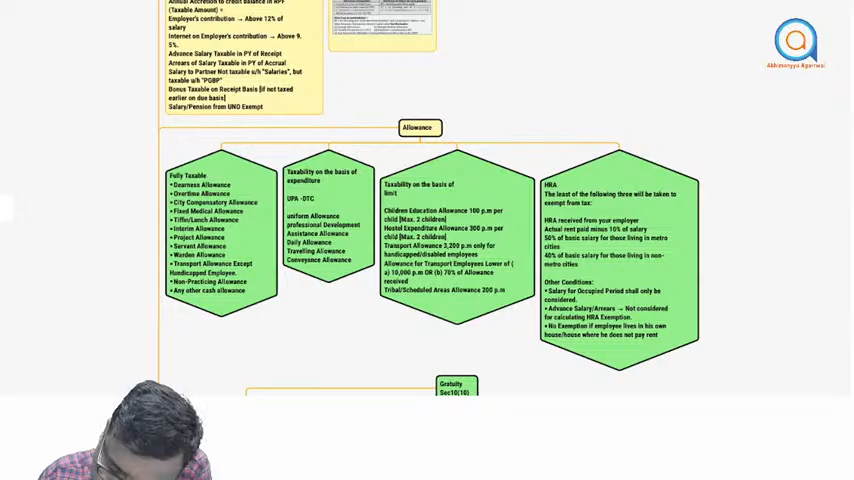 Annual Accretion to credit balance in RPF
(Taxable Amount) =
Employer's contribution → Above 12% of
salary
Internet on Employer's contribution → Above 9.
5%.
Advance Salary Taxable in PY of Receipt
Arrears of Salary Taxable in PY of Accrual
Salary to Partner Not taxable u/h "Salaries", but
taxable u/h "PGBP"
Bonus Taxable on Receipt Basis [if not taxed
earlier on due basis]
Salary/Pension from UNO Exempt
Abhimanyyu Agarrwal
Allowance
Fully Taxable
• Dearness Allowance
• Overtime Allowance
• City Compensatory Allowance
• Fixed Medical Allowance
• Tiffin/Lunch Allowance
• Interim Allowance
• Project Allowance
• Servant Allowance
• Warden Allowance
• Transport Allowance Except
Handicapped Employee.
• Non-Practicing Allowance
• Any other cash allowance
Taxability on the basis of
expenditure
UPA -DTC
uniform Allowance
professional Development
Assistance Allowance
Daily Allowance
Travelling Allowance
Conveyance Allowance
Taxability on the basis of
limit
Children Education Allowance 100 p.m per
child [Max. 2 children]
Hostel Expenditure Allowance 300 p.m per
child [Max. 2 children]
Transport Allowance 3,200 p.m only for
handicapped/disabled employees
Allowance for Transport Employees Lower of (
a) 10,000 p.m OR (b) 70% of Allowance
received
Tribal/Scheduled Areas Allowance 200 p.m
HRA
The least of the following three will be taken to
exempt from tax:
HRA received from your employer
Actual rent paid minus 10% of salary
50% of basic salary for those living in metro
cities
40% of basic salary for those living in non-
metro cities
Other Conditions:
• Salary for Occupied Period shall only be
considered.
• Advance Salary/Arrears → Not considered
for calculating HRA Exemption.
• No Exemption if employee lives in his own
house/house where he does not pay rent
Gratuity
Sec10(10)